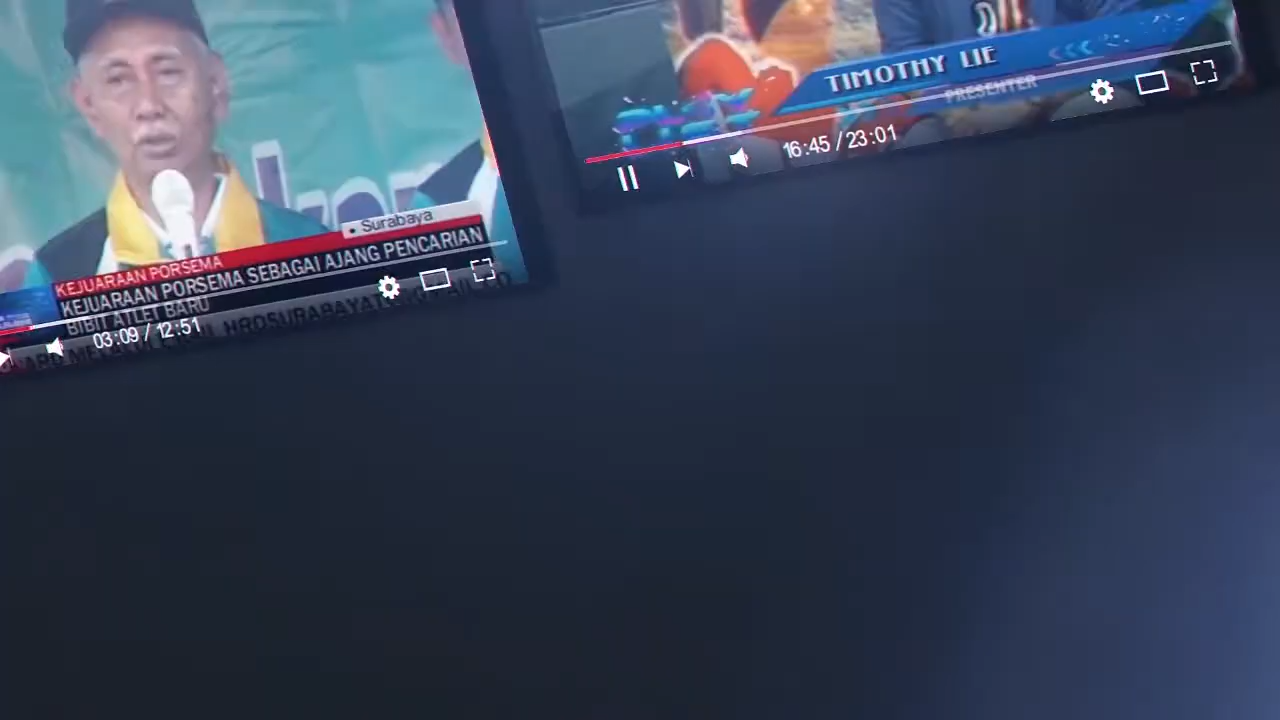 TIMOTHY LIE
PRESENTER
16:45 / 23:01
Surabaya
KEJUARAAN PORSEMA
KEJUARAAN PORSEMA SEBAGAI AJANG PENCARIAN
BIBIT ATLET BARU
03:09 / 12:51